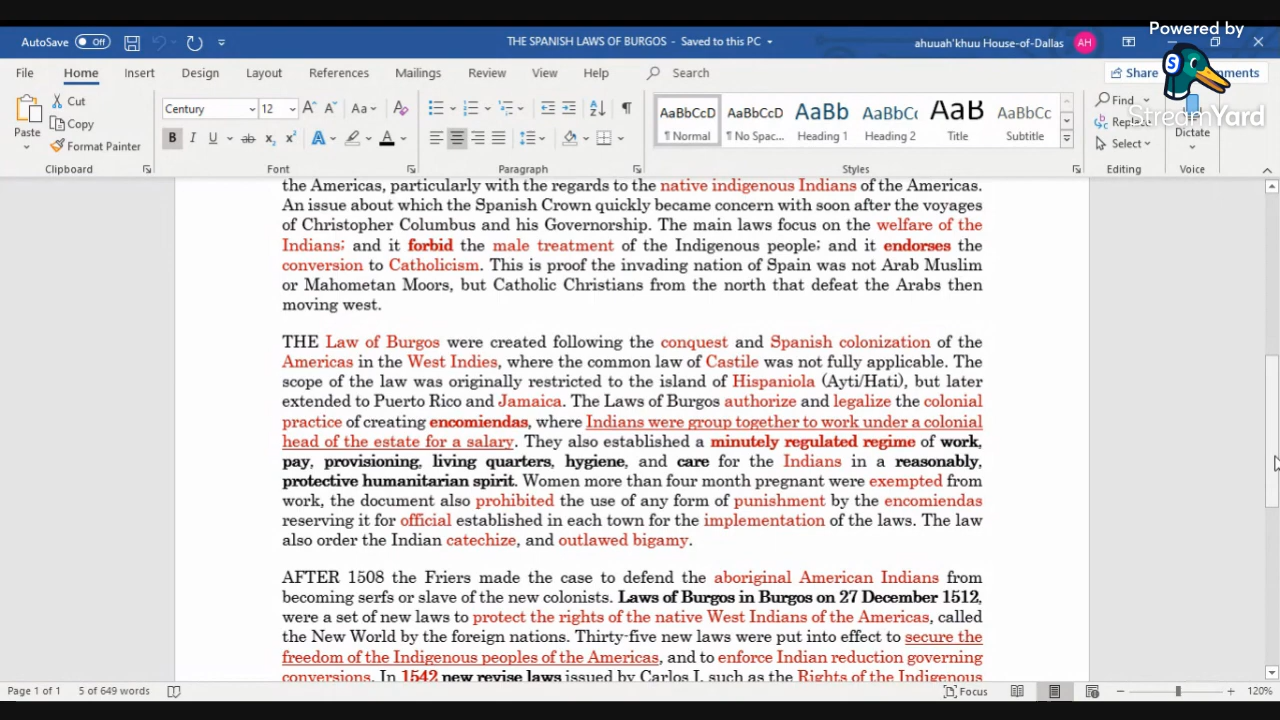 Powered by
StreamYard
AutoSave Off
THE SPANISH LAWS OF BURGOS - Saved to this PC
ahuuah'khuu House-of-Dallas
AH
File Home Insert Design Layout References Mailings Review View Help Search
Share
Paste
Cut
Copy
Format Painter
Clipboard
Century 12
Font
Paragraph
AaBbCcD AaBbCcD AaBb AaBbCc AaB AaBbCc
¶ Normal ¶ No Spac... Heading 1 Heading 2 Title Subtitle
Styles
Find
Select
Editing
Dictate
Voice
the Americas, particularly with the regards to the native indigenous Indians of the Americas.
An issue about which the Spanish Crown quickly became concern with soon after the voyages
of Christopher Columbus and his Governorship. The main laws focus on the welfare of the
Indians; and it forbid the male treatment of the Indigenous people; and it endorses the
conversion to Catholicism. This is proof the invading nation of Spain was not Arab Muslim
or Mahometan Moors, but Catholic Christians from the north that defeat the Arabs then
moving west.
THE Law of Burgos were created following the conquest and Spanish colonization of the
Americas in the West Indies, where the common law of Castile was not fully applicable. The
scope of the law was originally restricted to the island of Hispaniola (Ayti/Hati), but later
extended to Puerto Rico and Jamaica. The Laws of Burgos authorize and legalize the colonial
practice of creating encomiendas, where Indians were group together to work under a colonial
head of the estate for a salary. They also established a minutely regulated regime of work,
pay, provisioning, living quarters, hygiene, and care for the Indians in a reasonably,
protective humanitarian spirit. Women more than four month pregnant were exempted from
work, the document also prohibited the use of any form of punishment by the encomiendas
reserving it for official established in each town for the implementation of the laws. The law
also order the Indian catechize, and outlawed bigamy.
AFTER 1508 the Friers made the case to defend the aboriginal American Indians from
becoming serfs or slave of the new colonists. Laws of Burgos in Burgos on 27 December 1512,
were a set of new laws to protect the rights of the native West Indians of the Americas, called
the New World by the foreign nations. Thirty-five new laws were put into effect to secure the
freedom of the Indigenous peoples of the Americas, and to enforce Indian reduction governing
conversions. In 1542 new revise laws issued by Carlos I, such as the Rights of the Indigenous
Page 1 of 1 5 of 649 words
Focus
120%